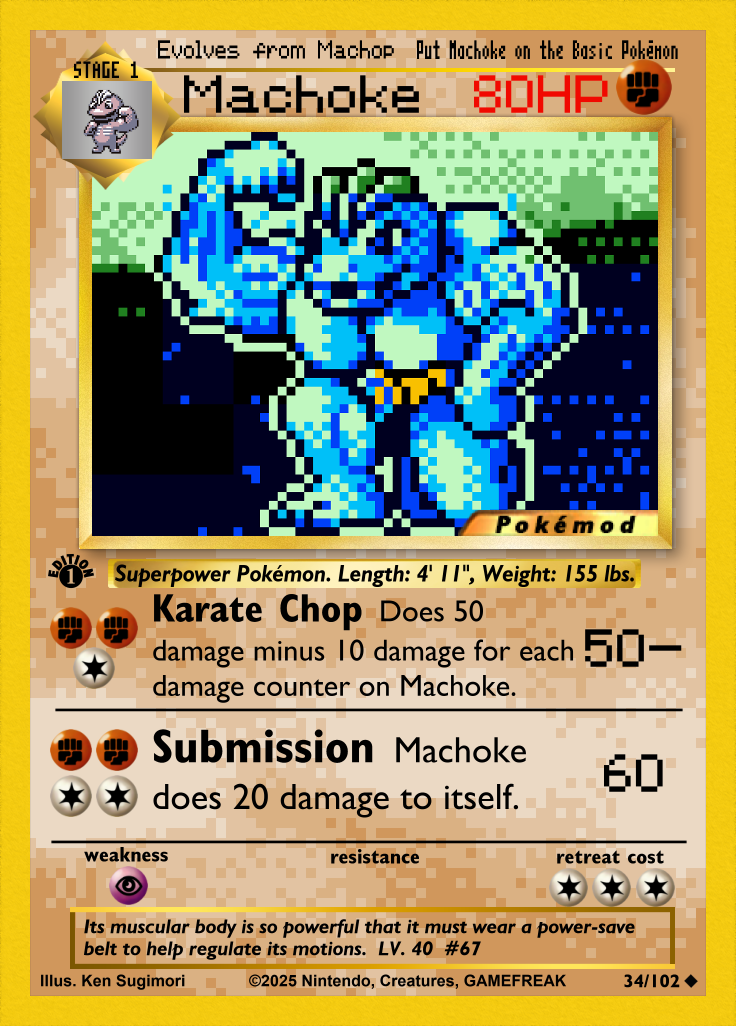 Evolves from Machop Put Machoke on the Basic Pokémon
STAGE 1
Machoke 80HP
Pokémod
EDITION 1
Superpower Pokémon. Length: 4' 11", Weight: 155 lbs.
Karate Chop Does 50
damage minus 10 damage for each 50−
damage counter on Machoke.
Submission Machoke 60
does 20 damage to itself.
weakness resistance retreat cost
Its muscular body is so powerful that it must wear a power-save
belt to help regulate its motions. LV. 40 #67
Illus. Ken Sugimori ©2025 Nintendo, Creatures, GAMEFREAK 34/102 ◆